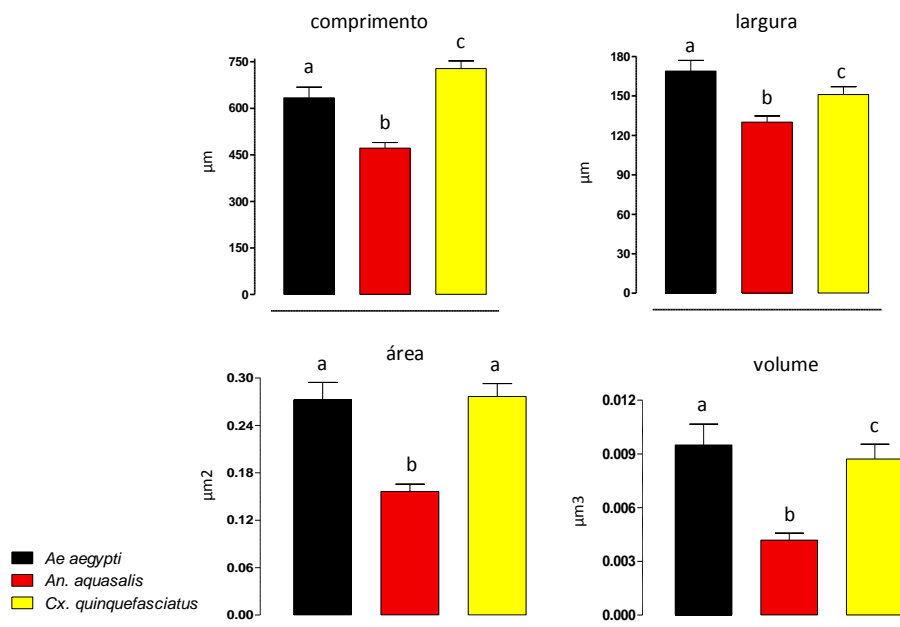 comprimento
largura
a
b
c
750
600
450
300
150
0
µm
a
b
c
180
150
120
90
60
30
0
µm
área
volume
a
b
a
0.30
0.24
0.18
0.12
0.06
0.00
µm2
a
b
c
0.012
0.009
0.006
0.003
0.000
µm3
Ae aegypti
An. aquasalis
Cx. quinquefasciatus